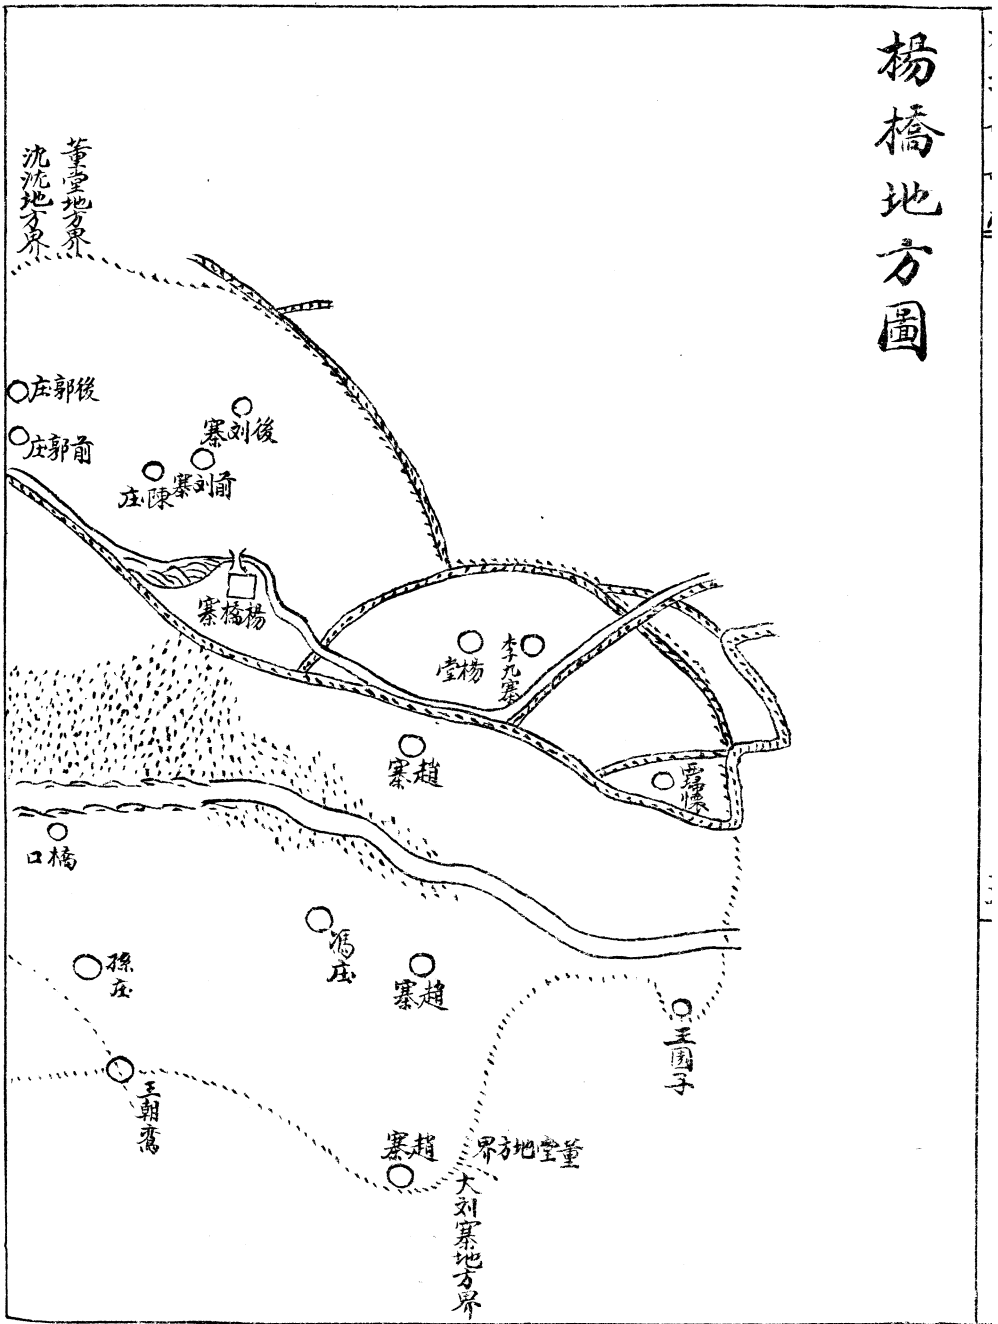 楊橋地方圖
董堂地方界
沈沈地方界
後郭庄
前郭庄
後刘寨
前刘寨
陳庄
楊橋寨
楊堂
李九寨
趙寨
橋口
馮庄
趙寨
孫庄
王園子
王朝鸞
趙寨
董堂地方界
大刘寨地方界